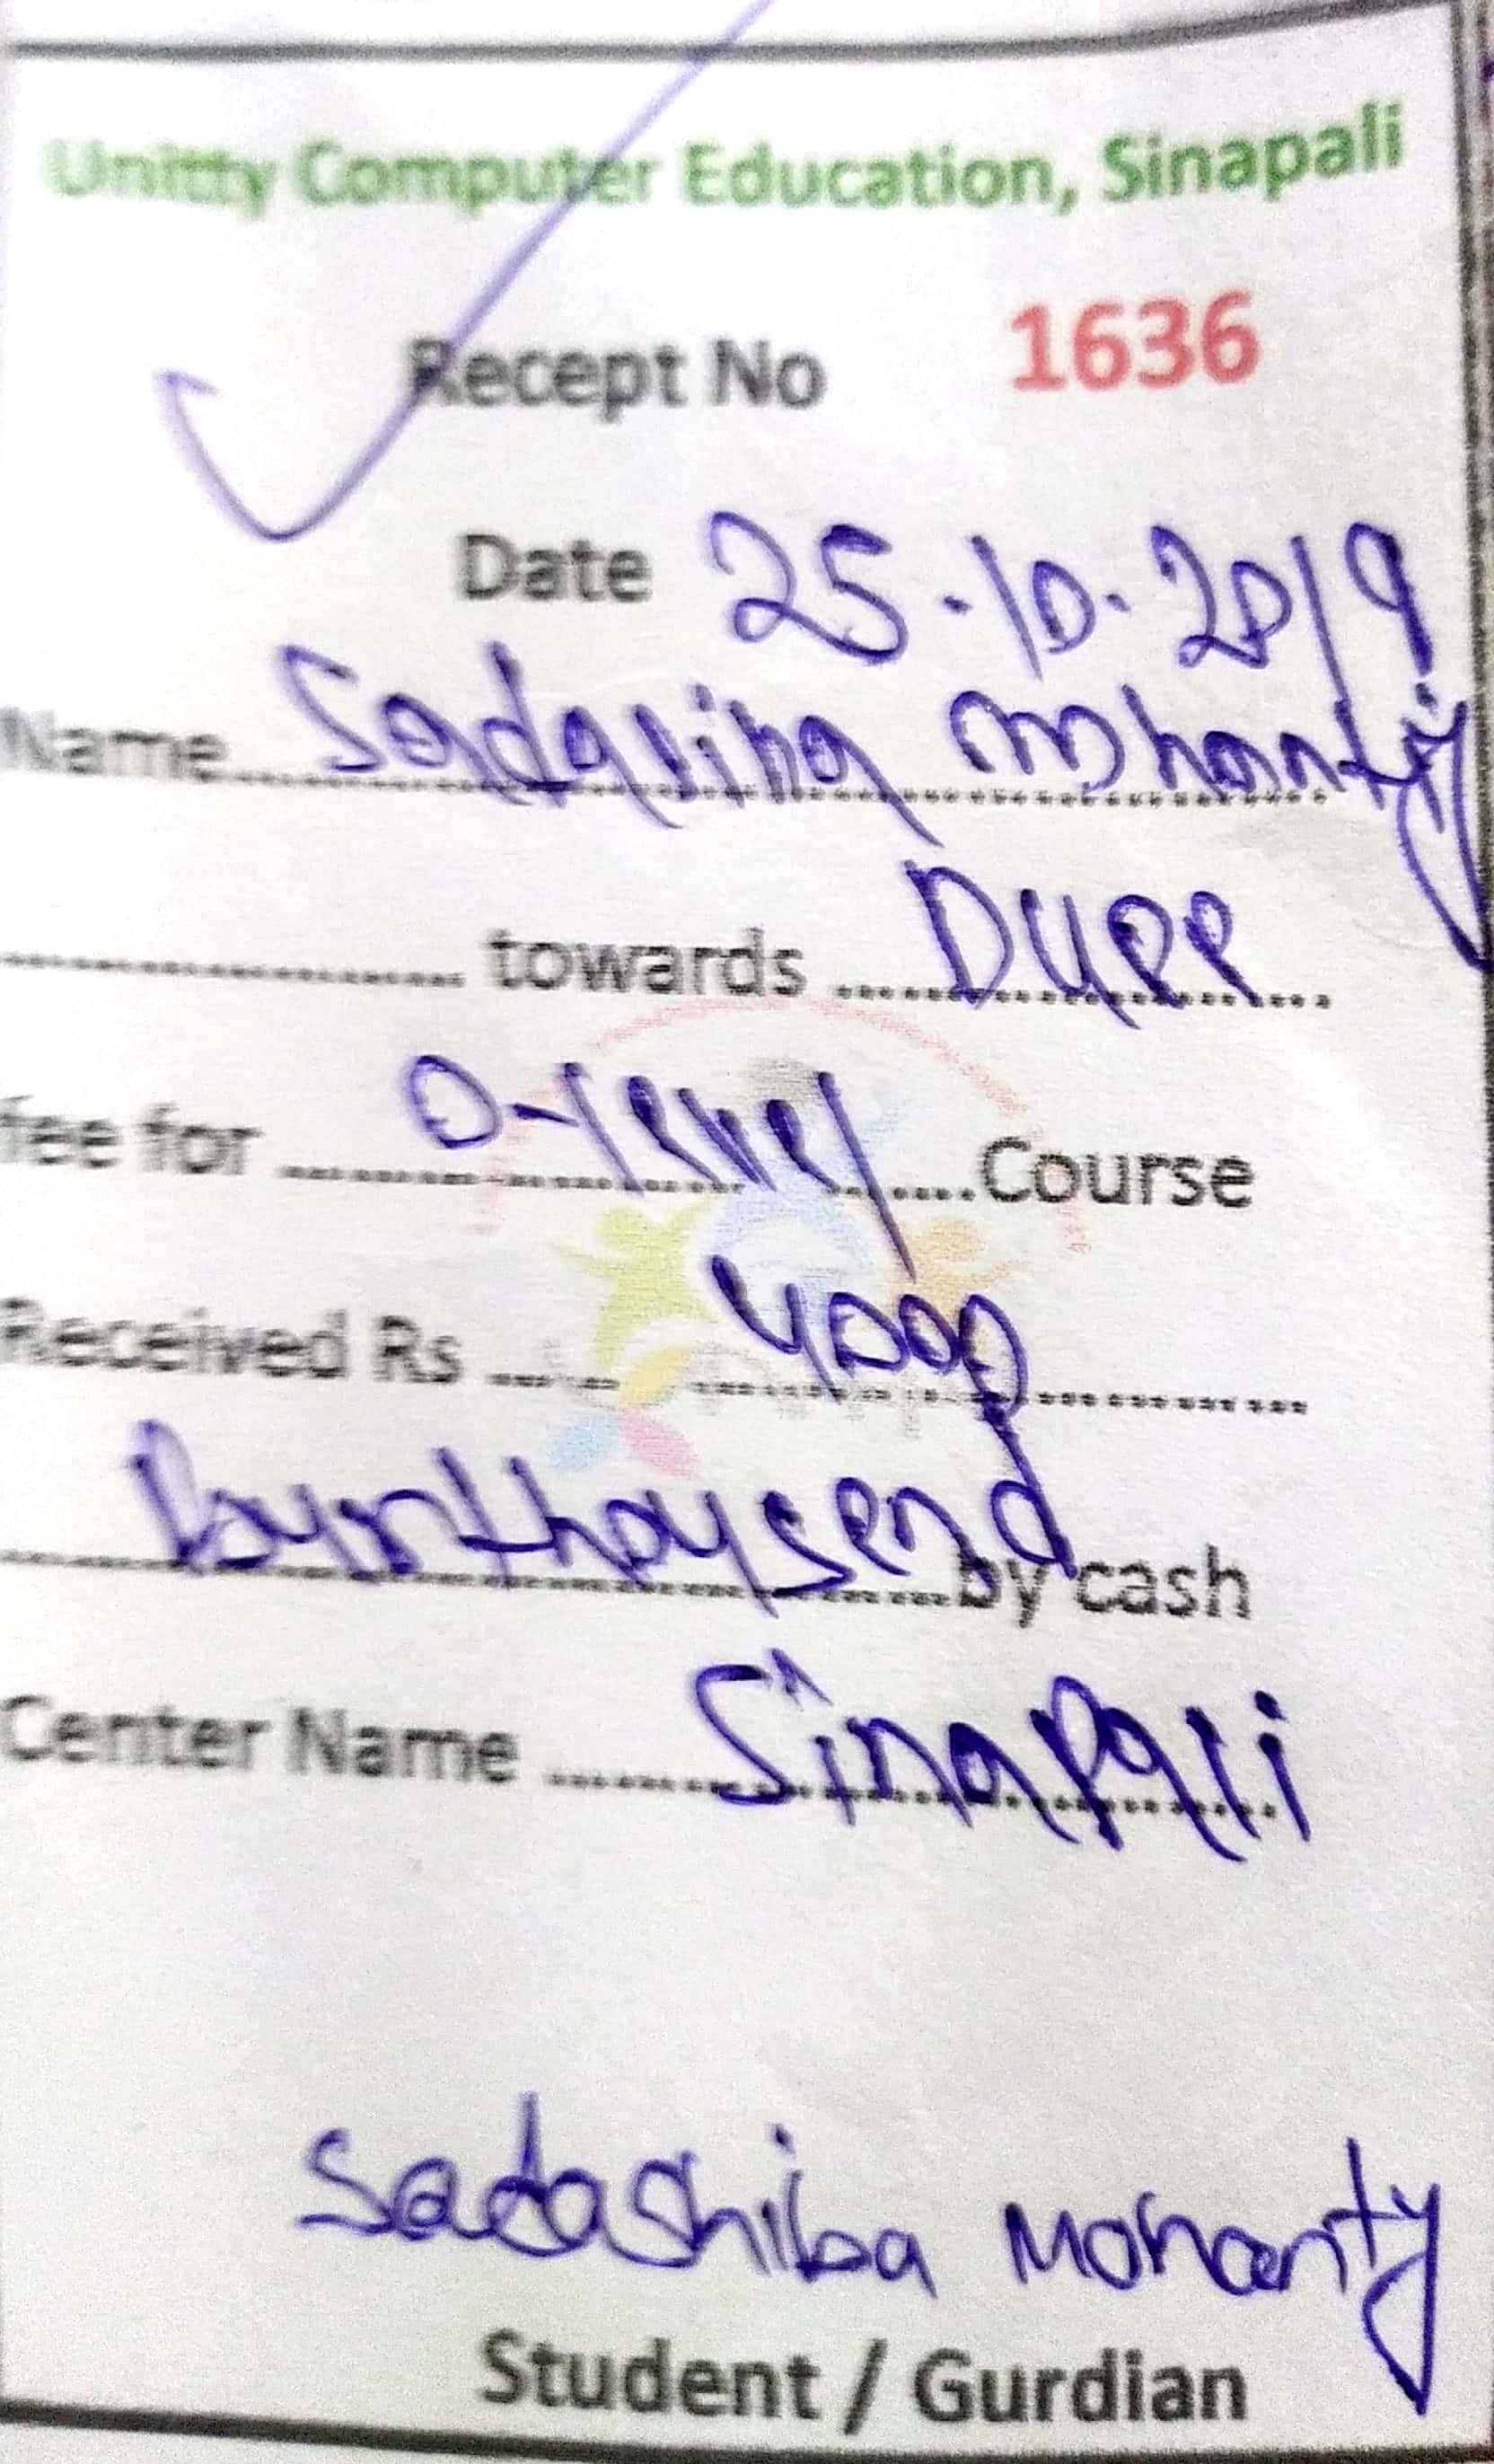 Unitty Computer Education, Sinapali
Recept No 1636
Date 25.10.2019
Name Sadasiba Mohanty
towards Duee
fee for O-level Course
Received Rs 4000
Fourthousend by cash
Center Name Sinapali
Sadashiba Mohanty
Student / Gurdian